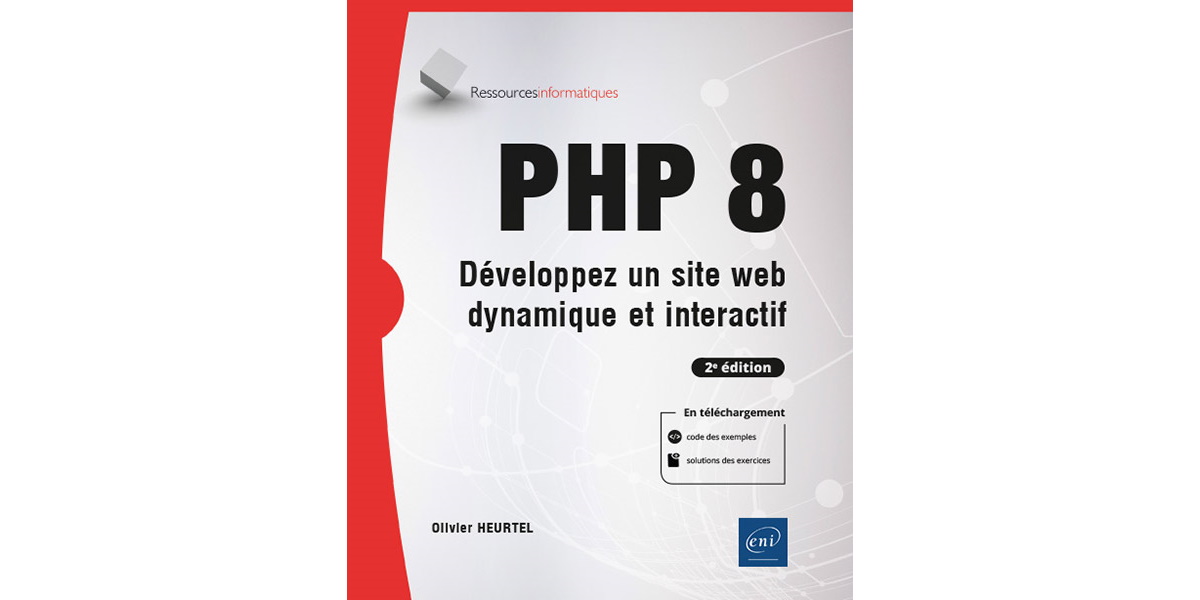 Ressourcesinformatiques
PHP 8
Développez un site web
dynamique et interactif
2e édition
En téléchargement
</>
code des exemples
solutions des exercices
Olivier HEURTEL
eni